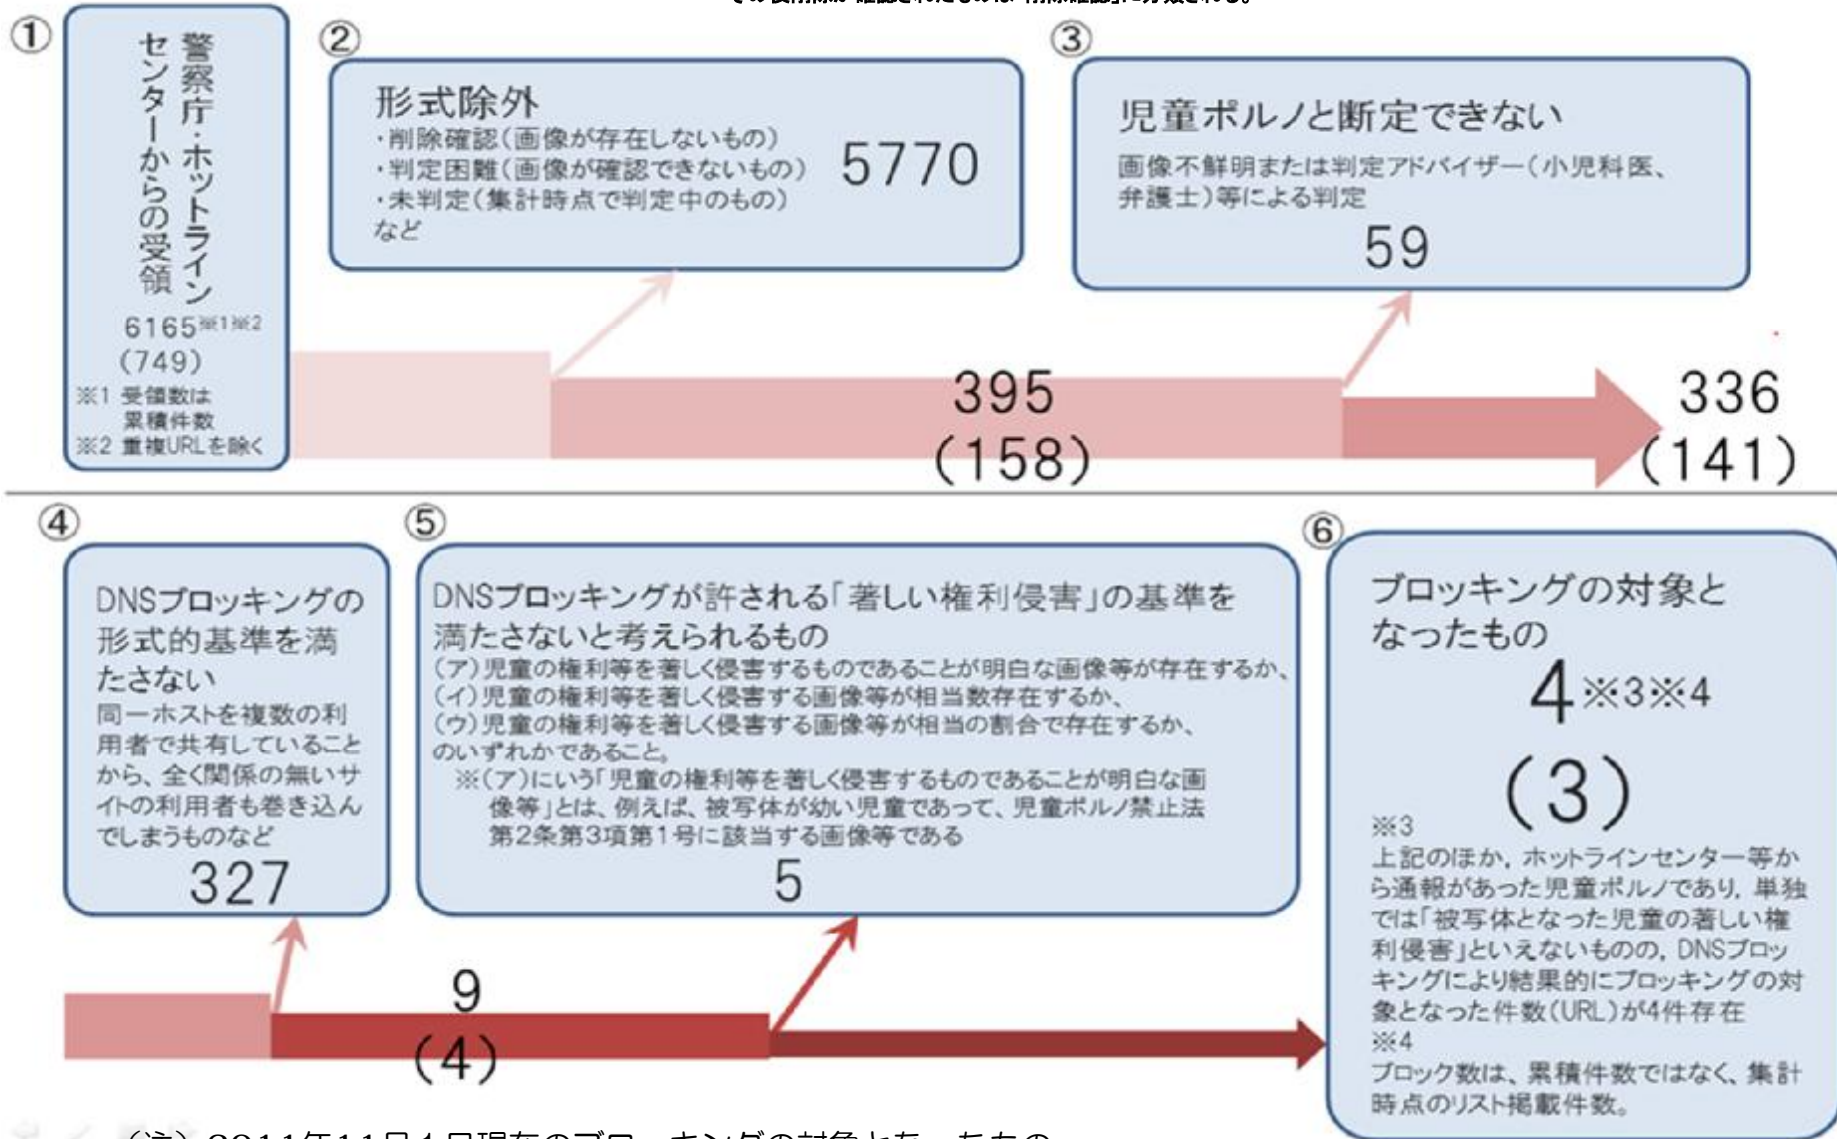 ①
警察庁・ホットライン
センターからの受領
6165※1※2
(749)
※1 受領数は
累積件数
※2 重複URLを除く
②
形式除外
・削除確認(画像が存在しないもの)
・判定困難(画像が確認できないもの)
・未判定(集計時点で判定中のもの)
など
5770
③
児童ポルノと断定できない
画像不鮮明または判定アドバイザー(小児科医、
弁護士)等による判定
59
395
(158)
336
(141)
④
DNSブロッキングの
形式的基準を満
たさない
同一ホストを複数の利
用者で共有していること
から、全く関係の無いサ
イトの利用者も巻き込ん
でしまうものなど
327
⑤
DNSブロッキングが許される「著しい権利侵害」の基準を
満たさないと考えられるもの
(ア)児童の権利等を著しく侵害するものであることが明白な画像等が存在するか、
(イ)児童の権利等を著しく侵害する画像等が相当数存在するか、
(ウ)児童の権利等を著しく侵害する画像等が相当の割合で存在するか、
のいずれかであること。
※(ア)にいう「児童の権利等を著しく侵害するものであることが明白な画
像等」とは、例えば、被写体が幼い児童であって、児童ポルノ禁止法
第2条第3項第1号に該当する画像等である
5
9
(4)
⑥
ブロッキングの対象と
なったもの
4※3※4
(3)
※3
上記のほか，ホットラインセンター等か
ら通報があった児童ポルノであり，単独
では「被写体となった児童の著しい権
利侵害」といえないものの，DNSブロッ
キングにより結果的にブロッキングの対
象となった件数(URL)が4件存在
※4
ブロック数は、累積件数ではなく、集計
時点のリスト掲載件数。
(注) 2011年11月1日現在のブロッキングの対象となったもの